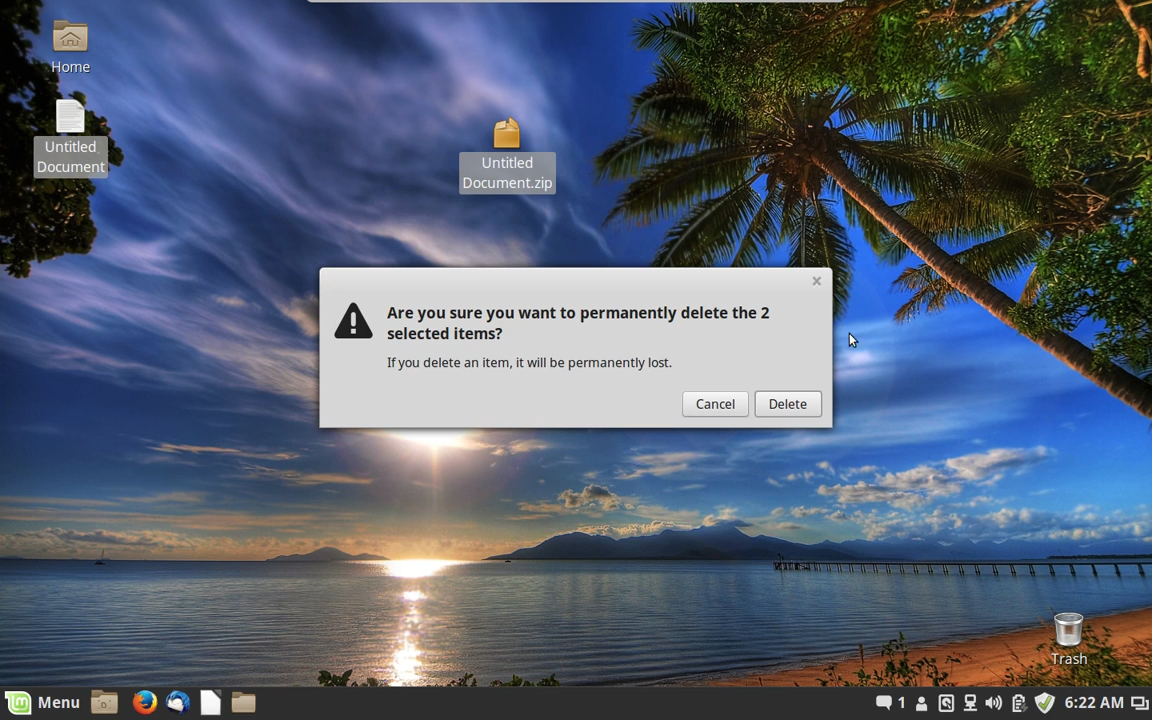 Home
Untitled
Document
Untitled
Document.zip
Are you sure you want to permanently delete the 2
selected items?
If you delete an item, it will be permanently lost.
Cancel
Delete
Trash
Menu
1
6:22 AM